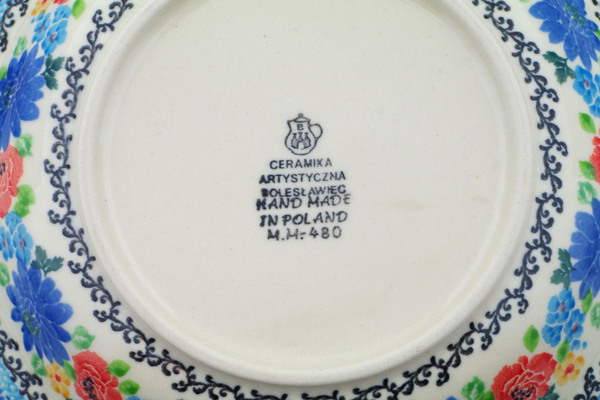 B
CERAMIKA
ARTYSTYCZNA
BOLESŁAWIEC
HAND MADE
IN POLAND
M.M.-480